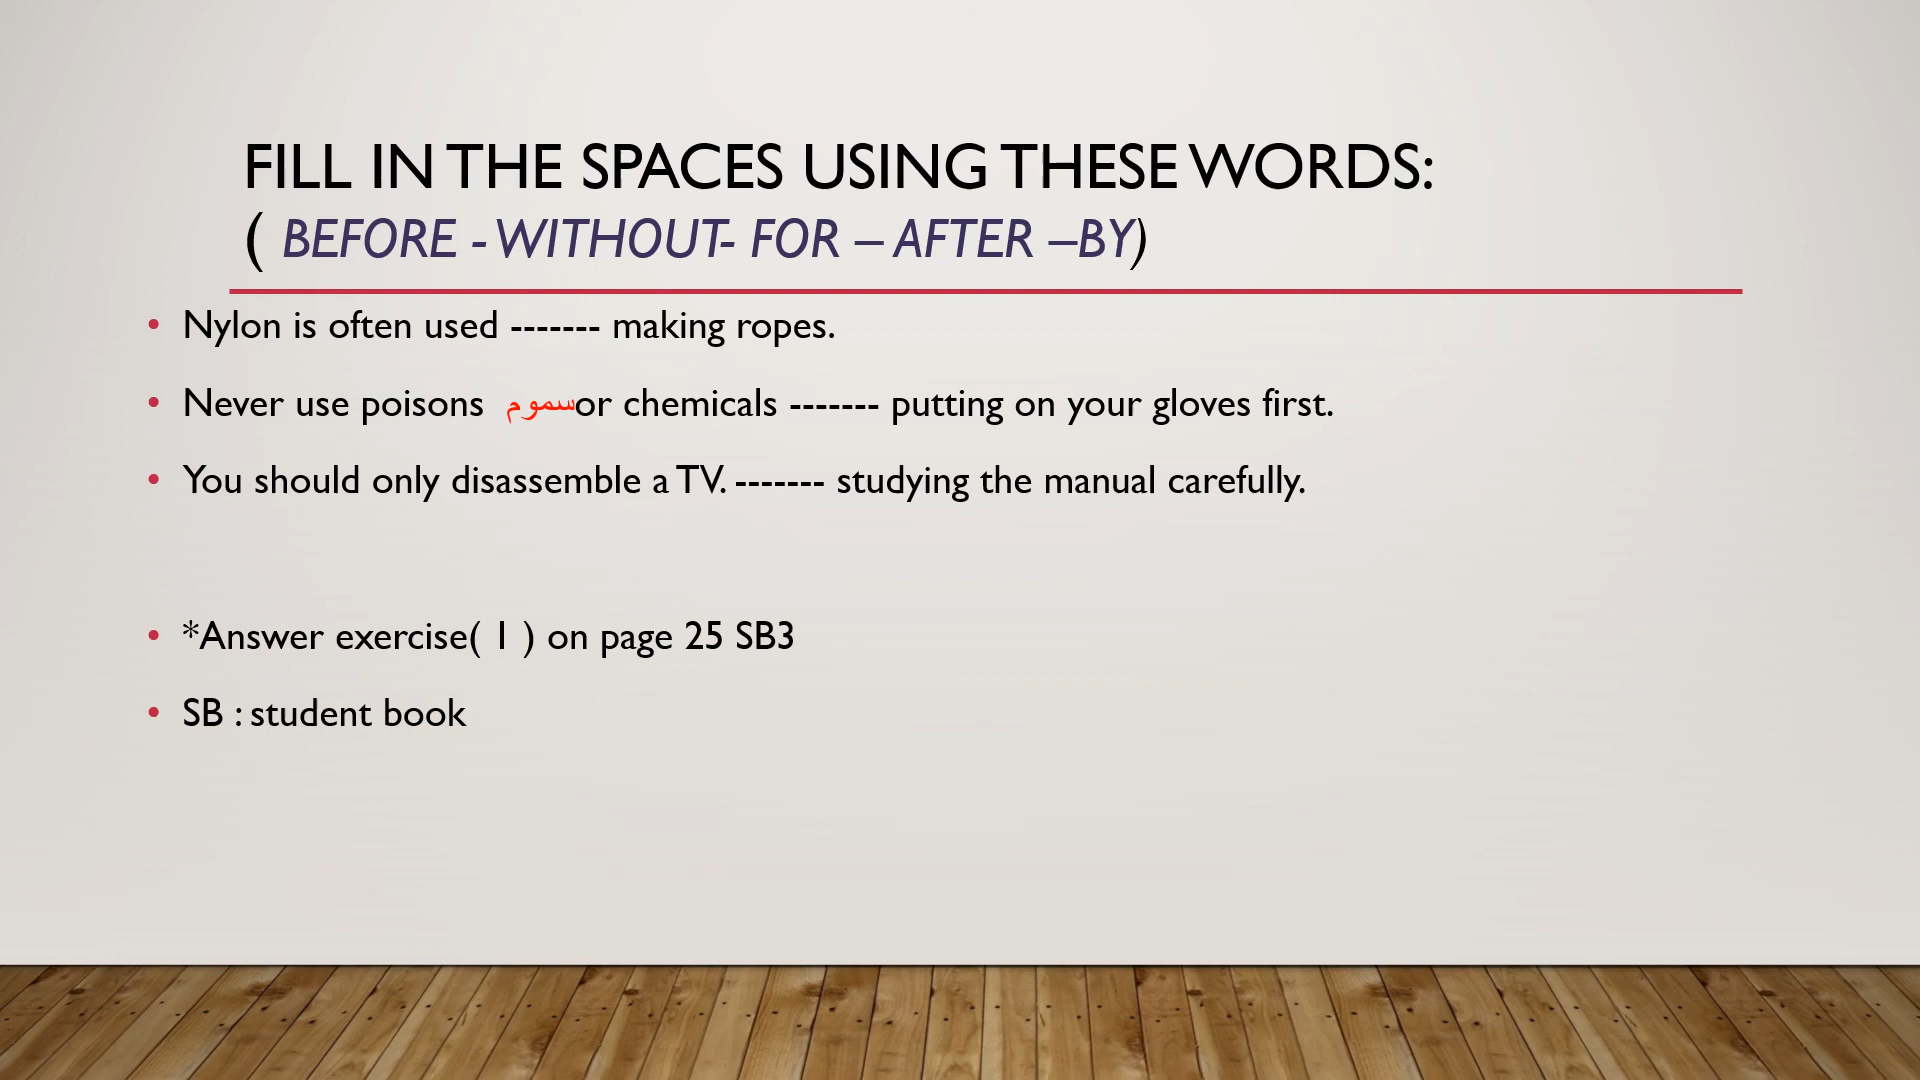 FILL IN THE SPACES USING THESE WORDS:
( BEFORE - WITHOUT- FOR – AFTER –BY)
• Nylon is often used ------- making ropes.
• Never use poisons سموم or chemicals ------- putting on your gloves first.
• You should only disassemble a TV. ------- studying the manual carefully.
• *Answer exercise( 1 ) on page 25 SB3
• SB : student book